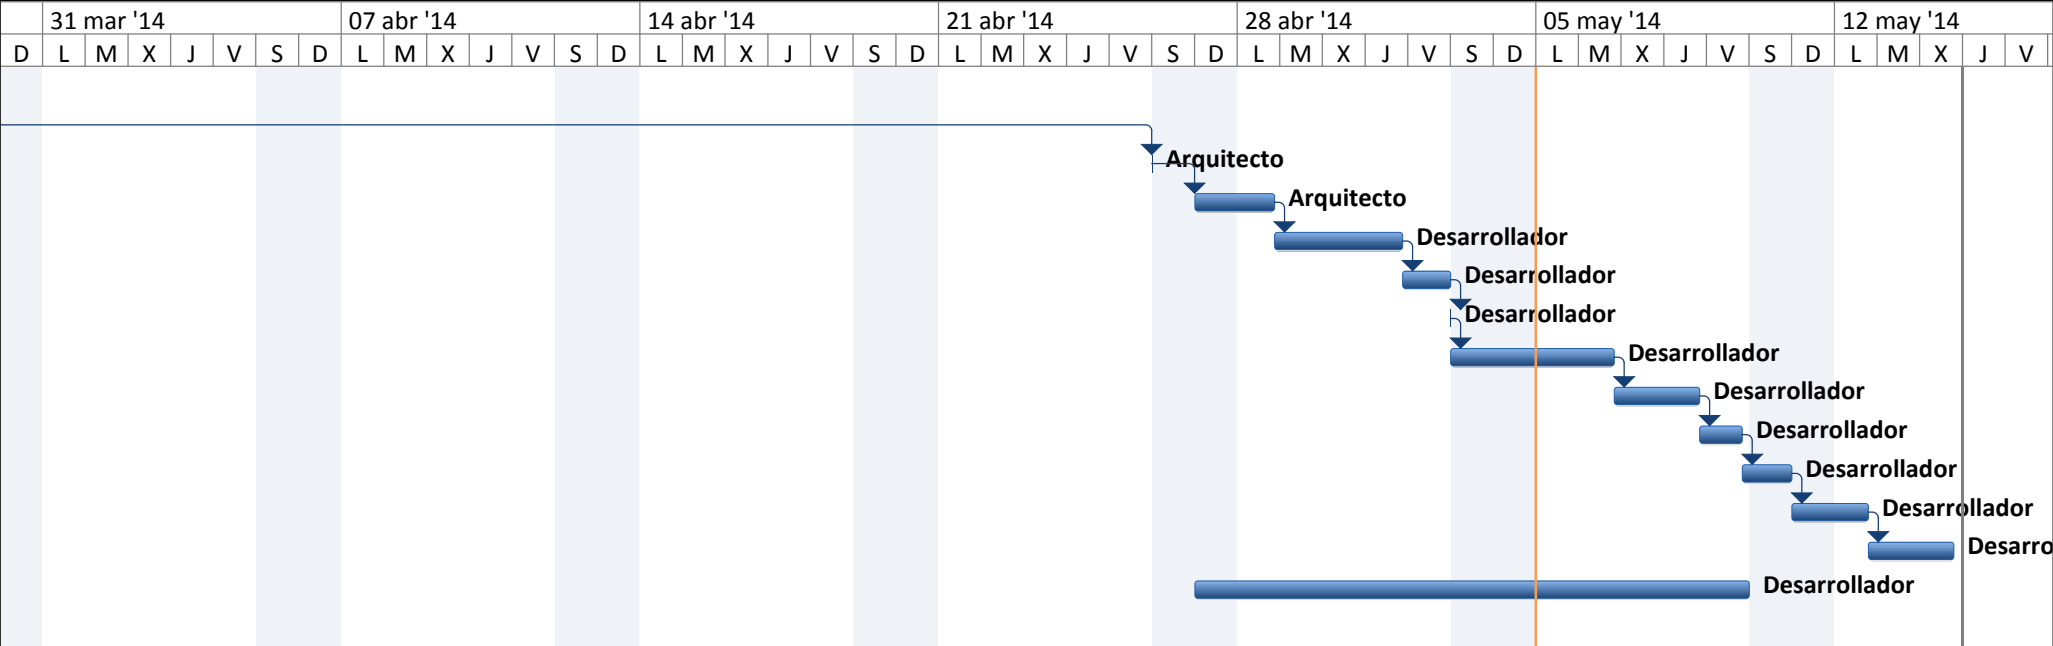 31 mar '14 07 abr '14 14 abr '14 21 abr '14 28 abr '14 05 may '14 12 may '14
D L M X J V S D L M X J V S D L M X J V S D L M X J V S D L M X J V S D L M X J V S D L M X J V
Arquitecto
Arquitecto
Desarrollador
Desarrollador
Desarrollador
Desarrollador
Desarrollador
Desarrollador
Desarrollador
Desarrollador
Desarro
Desarrollador